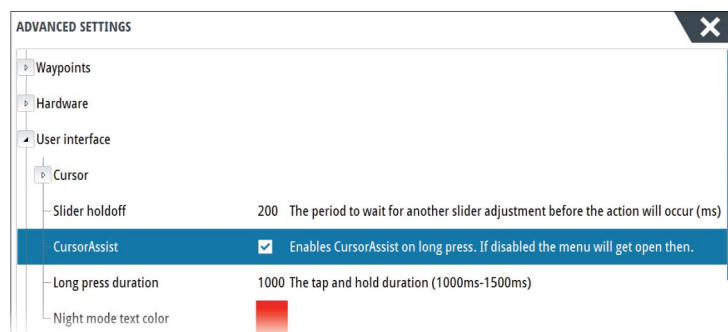 ADVANCED SETTINGS
Waypoints
Hardware
User interface
Cursor
Slider holdoff 200 The period to wait for another slider adjustment before the action will occur (ms)
CursorAssist Enables CursorAssist on long press. If disabled the menu will get open then.
Long press duration 1000 The tap and hold duration (1000ms-1500ms)
Night mode text color